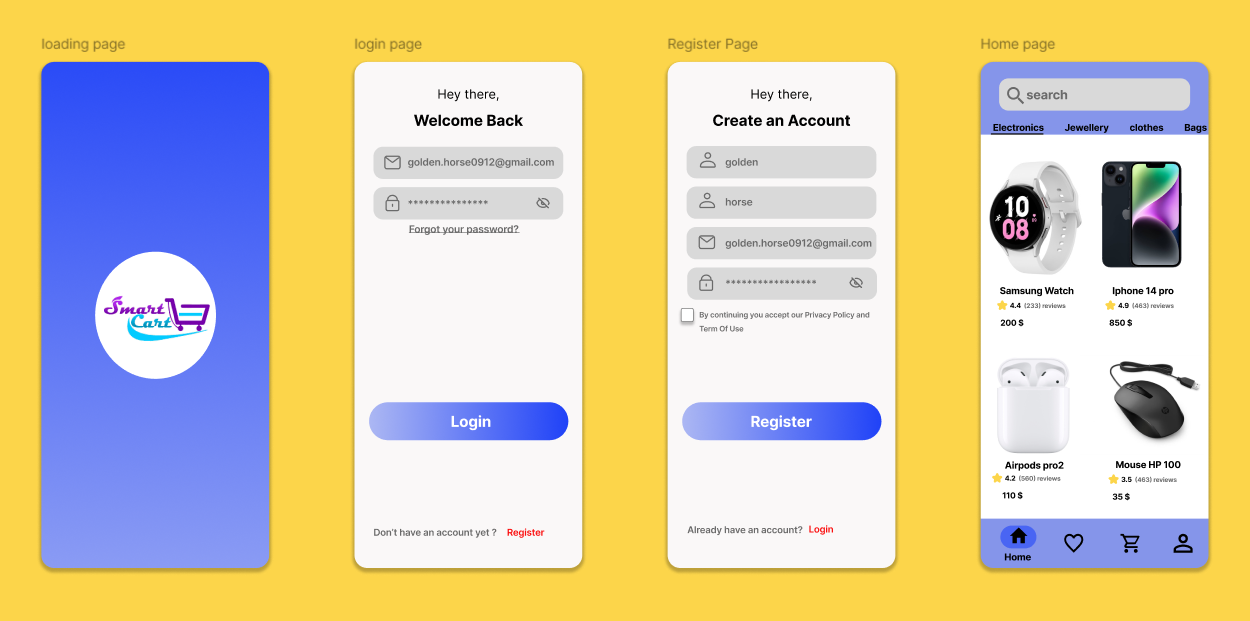 loading page
Smart
Cart
login page
Hey there,
Welcome Back
golden.horse0912@gmail.com
***************
Forgot your password?
Login
Don't have an account yet ? Register
Register Page
Hey there,
Create an Account
golden
horse
golden.horse0912@gmail.com
*****************
By continuing you accept our Privacy Policy and
Term Of Use
Register
Already have an account? Login
Home page
search
Electronics Jewellery clothes Bags
10
08
Samsung Watch
4.4 (233) reviews
200 $
Iphone 14 pro
4.9 (463) reviews
850 $
Airpods pro2
4.2 (560) reviews
110 $
Mouse HP 100
3.5 (463) reviews
35 $
Home